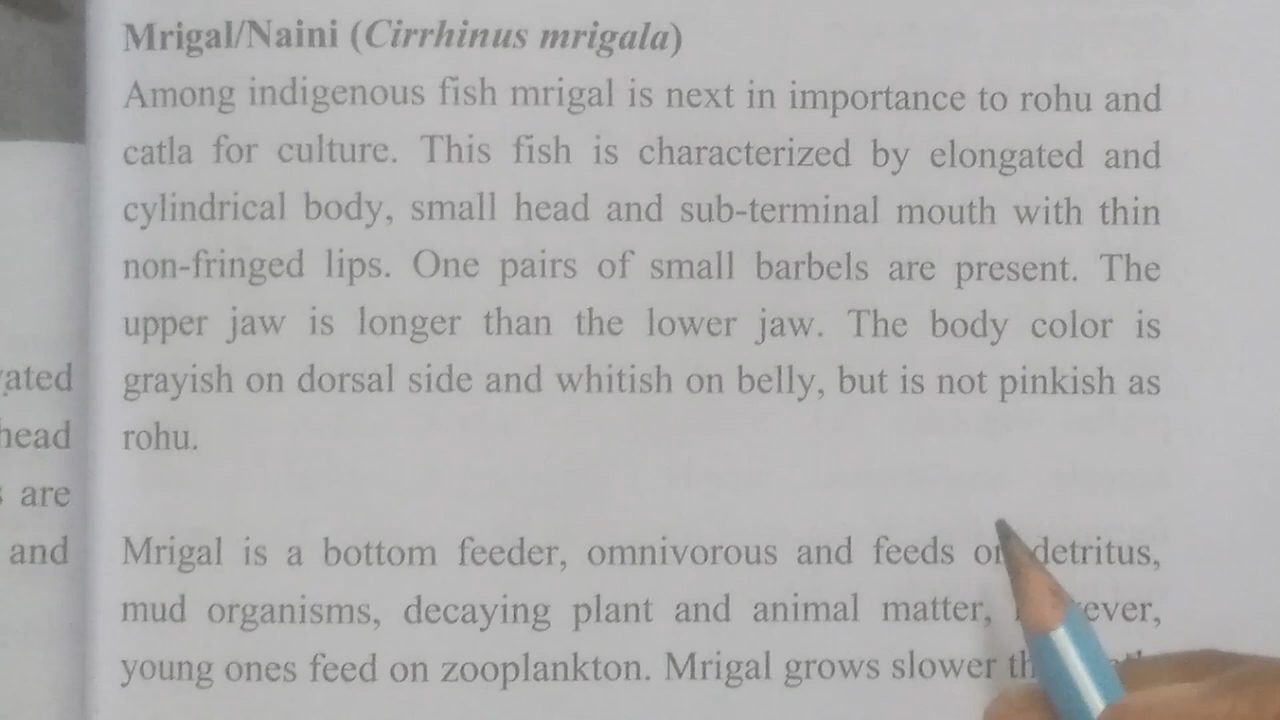 Mrigal/Naini (Cirrhinus mrigala)
Among indigenous fish mrigal is next in importance to rohu and
catla for culture. This fish is characterized by elongated and
cylindrical body, small head and sub-terminal mouth with thin
non-fringed lips. One pairs of small barbels are present. The
upper jaw is longer than the lower jaw. The body color is
grayish on dorsal side and whitish on belly, but is not pinkish as
rohu.
Mrigal is a bottom feeder, omnivorous and feeds detritus,
mud organisms, decaying plant and animal matter,
young ones feed on zooplankton. Mrigal grows slower
head
are
and